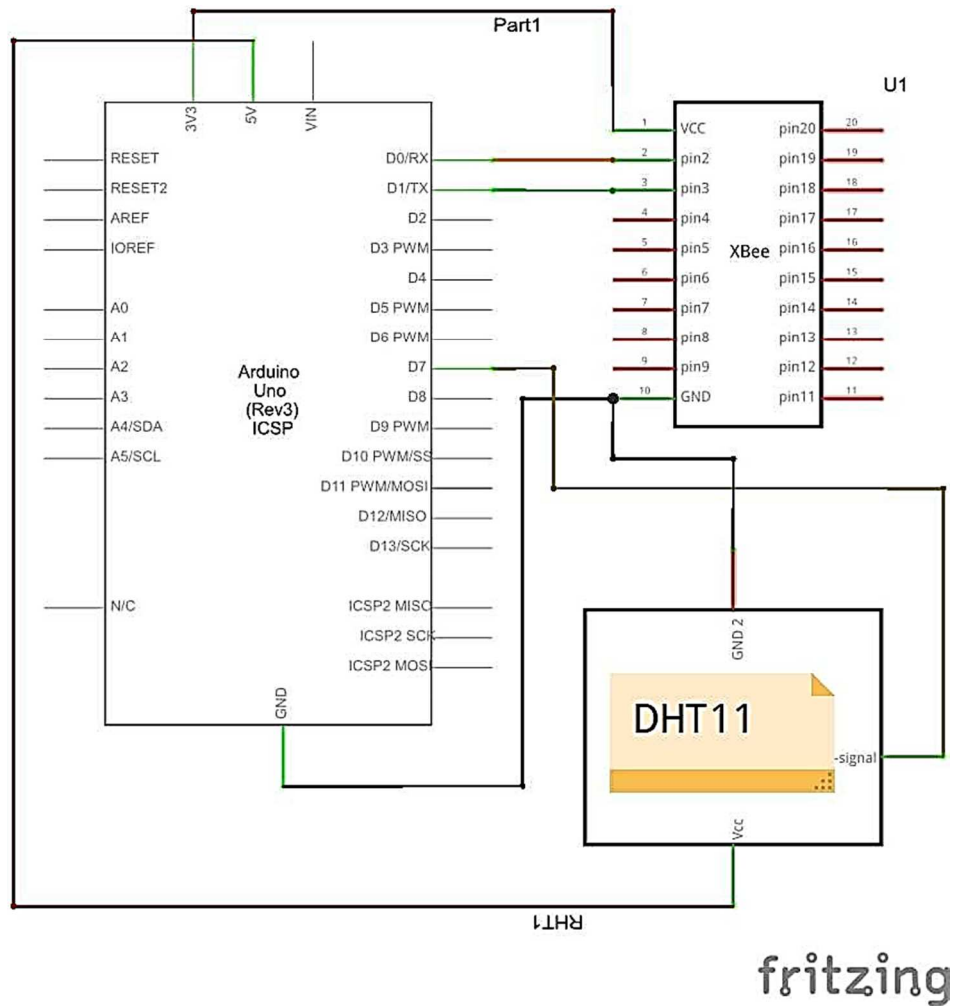 Part1
U1
3V3
5V
VIN
RESET
RESET2
AREF
IOREF
A0
A1
A2
A3
A4/SDA
A5/SCL
N/C
Arduino
Uno
(Rev3)
ICSP
D0/RX
D1/TX
D2
D3 PWM
D4
D5 PWM
D6 PWM
D7
D8
D9 PWM
D10 PWM/SS
D11 PWM/MOSI
D12/MISO
D13/SCK
ICSP2 MISO
ICSP2 SCK
ICSP2 MOSI
GND
1 VCC
2 pin2
3 pin3
4 pin4
5 pin5
6 pin6
7 pin7
8 pin8
9 pin9
10 GND
XBee
pin20 20
pin19 19
pin18 18
pin17 17
pin16 16
pin15 15
pin14 14
pin13 13
pin12 12
pin11 11
GND 2
DHT11
-signal
Vcc
RHT1
fritzing